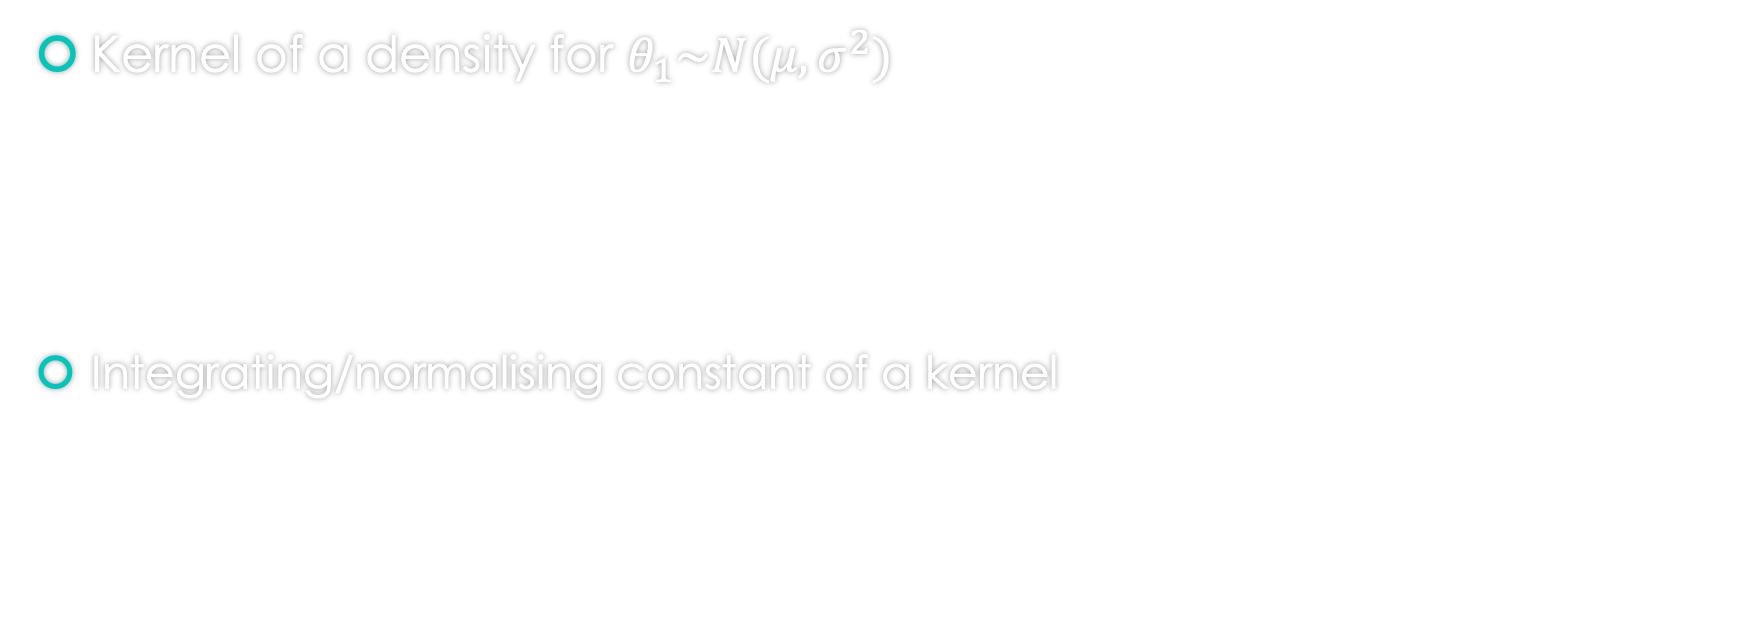 Kernel of a density for θ₁~N(μ, σ²)
Integrating/normalising constant of a kernel